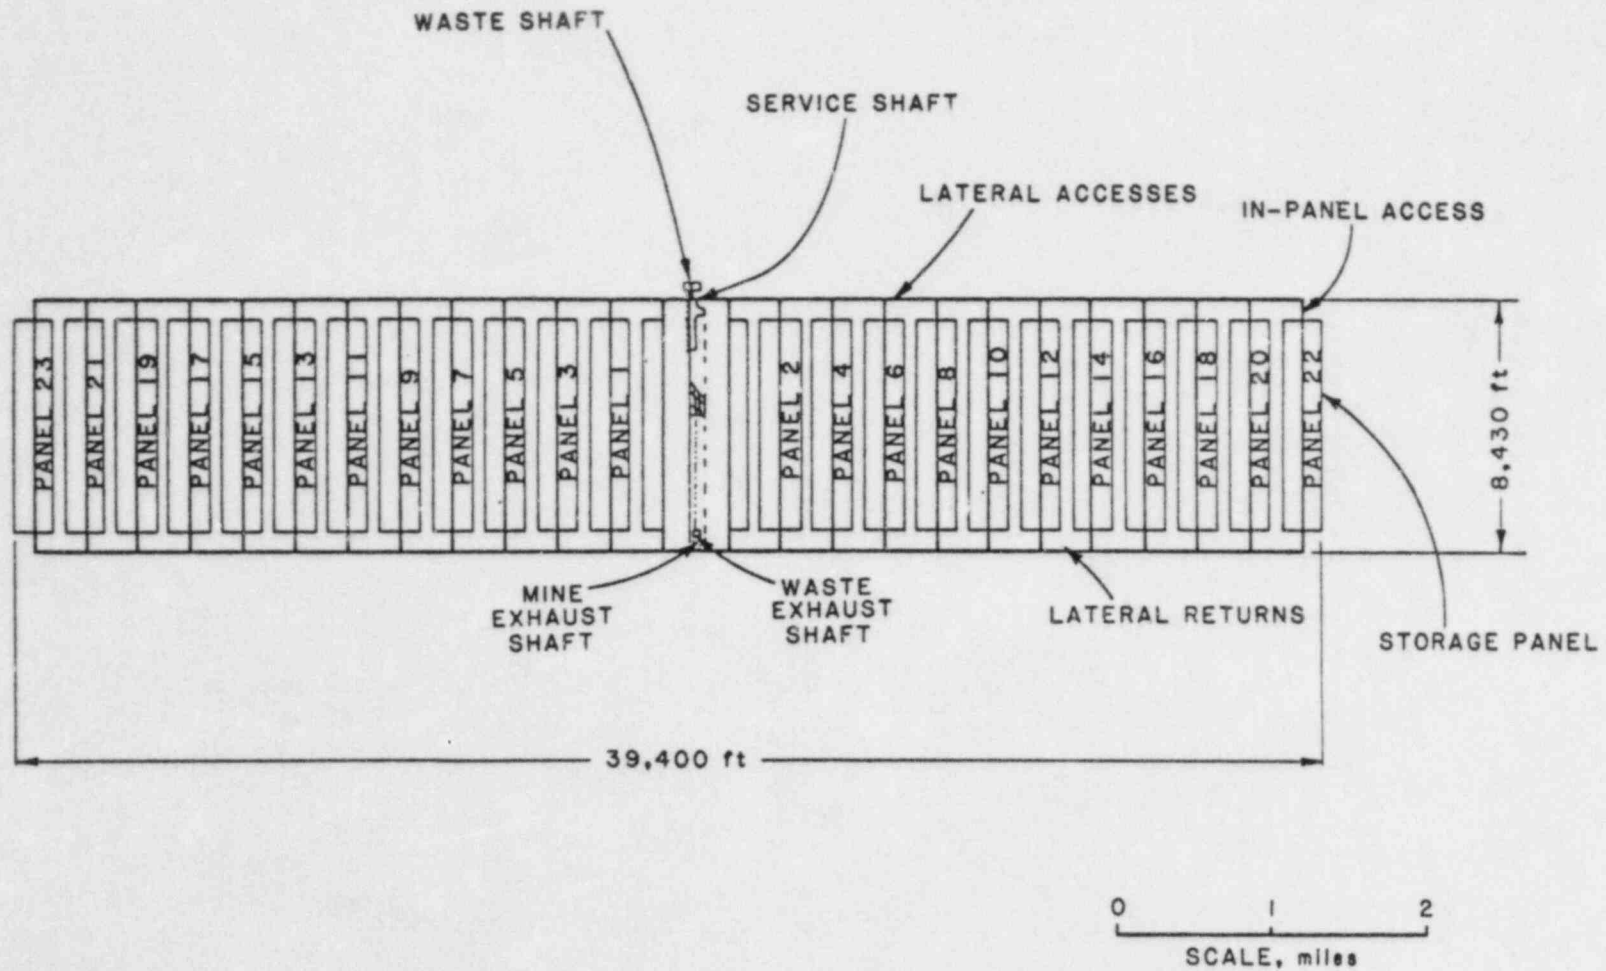 WASTE SHAFT
SERVICE SHAFT
LATERAL ACCESSES
IN-PANEL ACCESS
PANEL 23
PANEL 21
PANEL 19
PANEL 17
PANEL 15
PANEL 13
PANEL 11
PANEL 9
PANEL 7
PANEL 5
PANEL 3
PANEL 1
PANEL 2
PANEL 4
PANEL 6
PANEL 8
PANEL 10
PANEL 12
PANEL 14
PANEL 16
PANEL 18
PANEL 20
PANEL 22
8,430 ft
MINE
EXHAUST
SHAFT
WASTE
EXHAUST
SHAFT
LATERAL RETURNS
STORAGE PANEL
39,400 ft
0 1 2
SCALE, miles